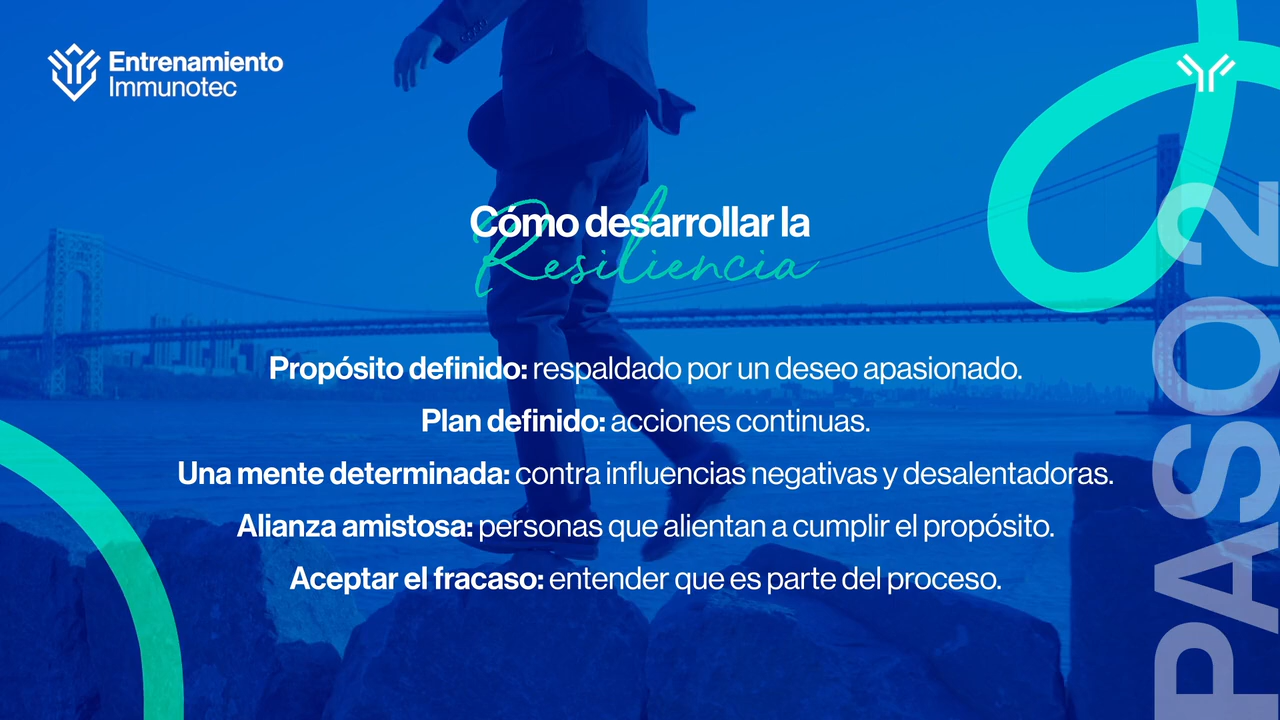 Entrenamiento
Immunotec
Cómo desarrollar la
Resiliencia
Propósito definido: respaldado por un deseo apasionado.
Plan definido: acciones continuas.
Una mente determinada: contra influencias negativas y desalentadoras.
Alianza amistosa: personas que alientan a cumplir el propósito.
Aceptar el fracaso: entender que es parte del proceso.
PASO 2